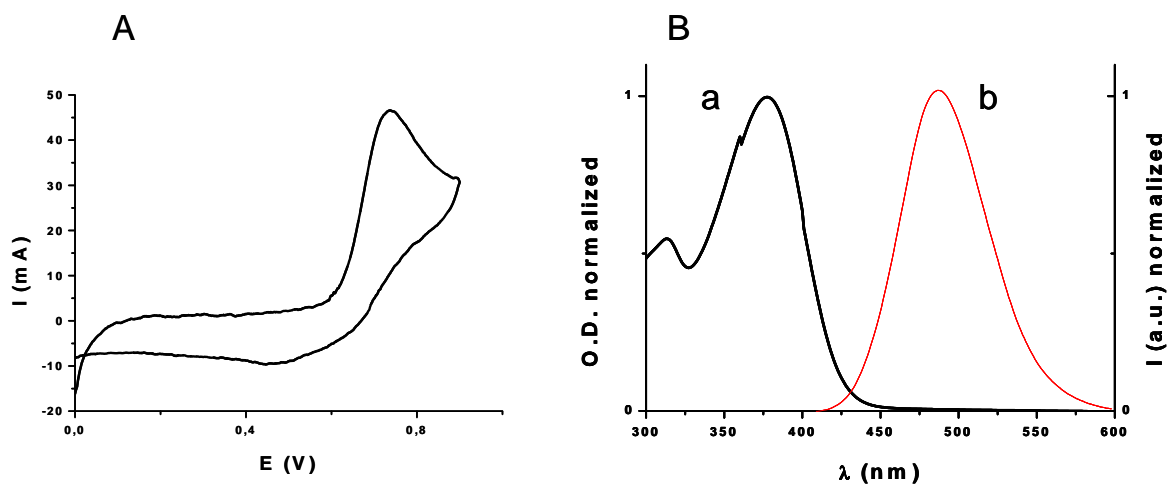 A
I (mA)
50
40
30
20
10
0
-10
-20
0,0
0,4
0,8
E (V)
B
a
b
O.D. normalized
1
0
300
350
400
450
500
550
600
λ (nm)
1
0
I (a.u.) normalized